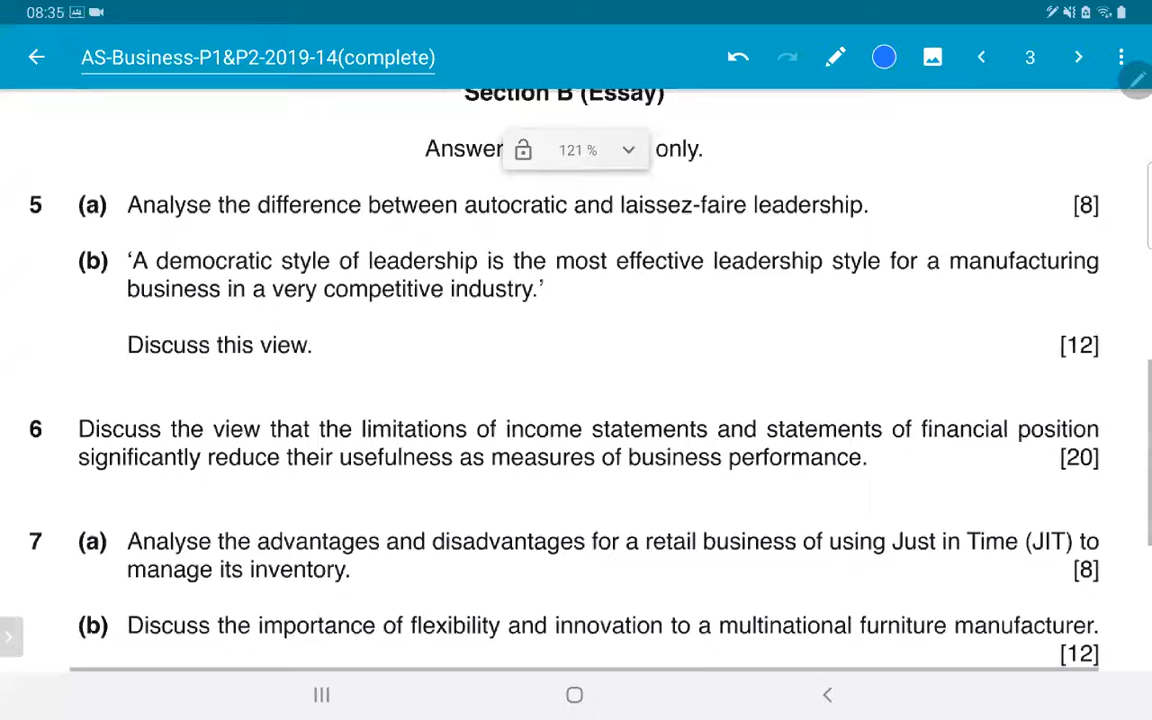 08:35
AS-Business-P1&P2-2019-14(complete)
3
Section B (Essay)
Answer only.
121 %
5 (a) Analyse the difference between autocratic and laissez-faire leadership. [8]
(b) ‘A democratic style of leadership is the most effective leadership style for a manufacturing
business in a very competitive industry.’
Discuss this view. [12]
6 Discuss the view that the limitations of income statements and statements of financial position
significantly reduce their usefulness as measures of business performance. [20]
7 (a) Analyse the advantages and disadvantages for a retail business of using Just in Time (JIT) to
manage its inventory. [8]
(b) Discuss the importance of flexibility and innovation to a multinational furniture manufacturer.
[12]